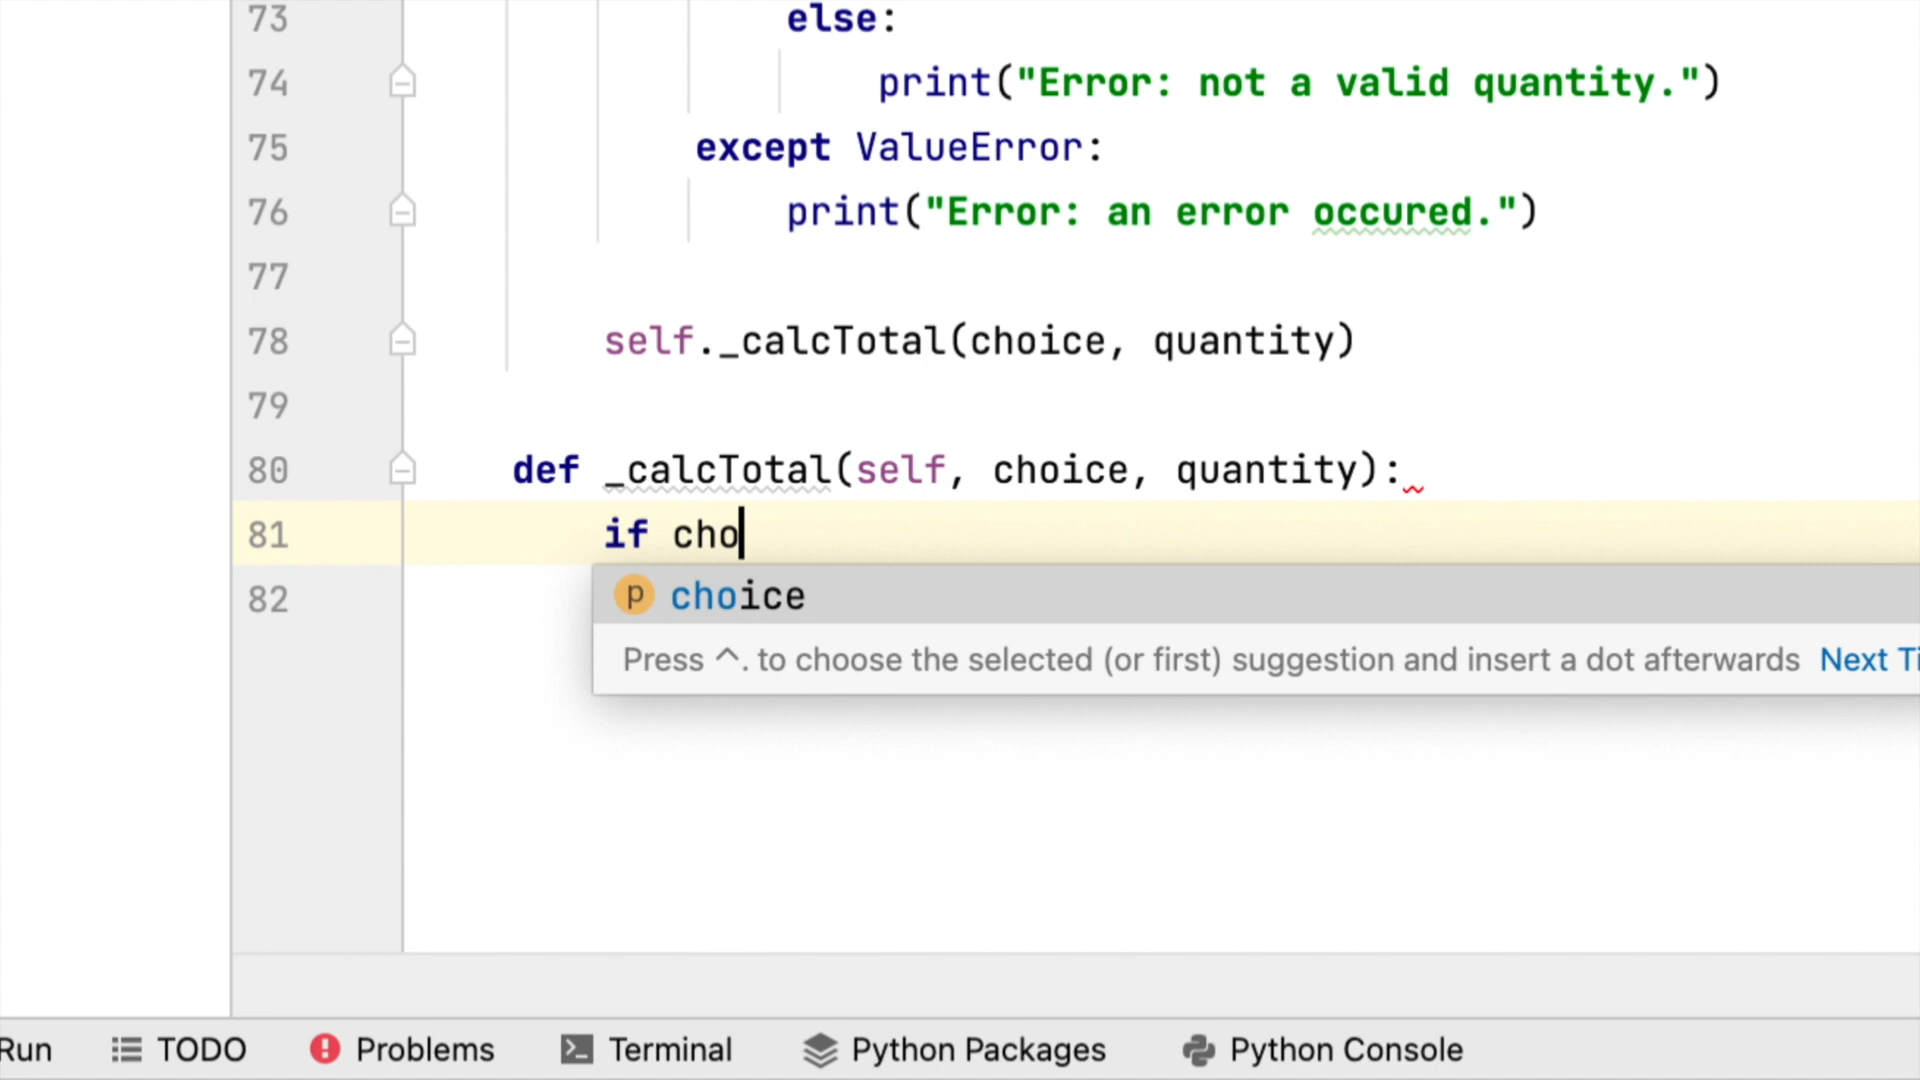 73 else:
74 print("Error: not a valid quantity.")
75 except ValueError:
76 print("Error: an error occured.")
77
78 self._calcTotal(choice, quantity)
79
80 def _calcTotal(self, choice, quantity):
81 if cho
p choice
82
Press ^. to choose the selected (or first) suggestion and insert a dot afterwards Next Ti
Run TODO Problems Terminal Python Packages Python Console